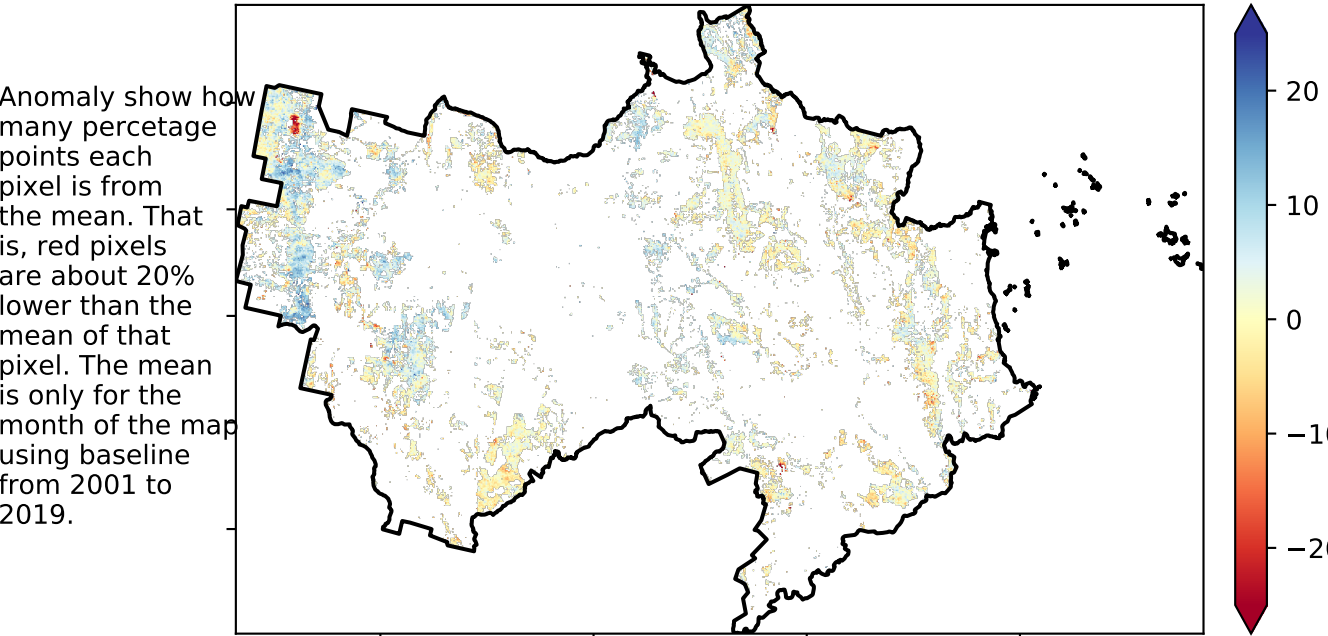 Anomaly show how
many percetage
points each
pixel is from
the mean. That
is, red pixels
are about 20%
lower than the
mean of that
pixel. The mean
is only for the
month of the map
using baseline
from 2001 to
2019.
20
10
0
−10
−20